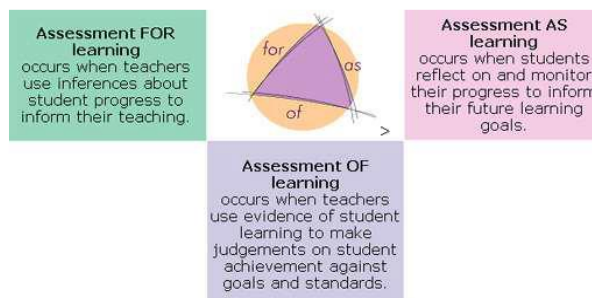 Assessment FOR
learning
occurs when teachers
use inferences about
student progress to
inform their teaching.
for
as
of
>
Assessment AS
learning
occurs when students
reflect on and monitor
their progress to inform
their future learning
goals.
Assessment OF
learning
occurs when teachers
use evidence of student
learning to make
judgements on student
achievement against
goals and standards.